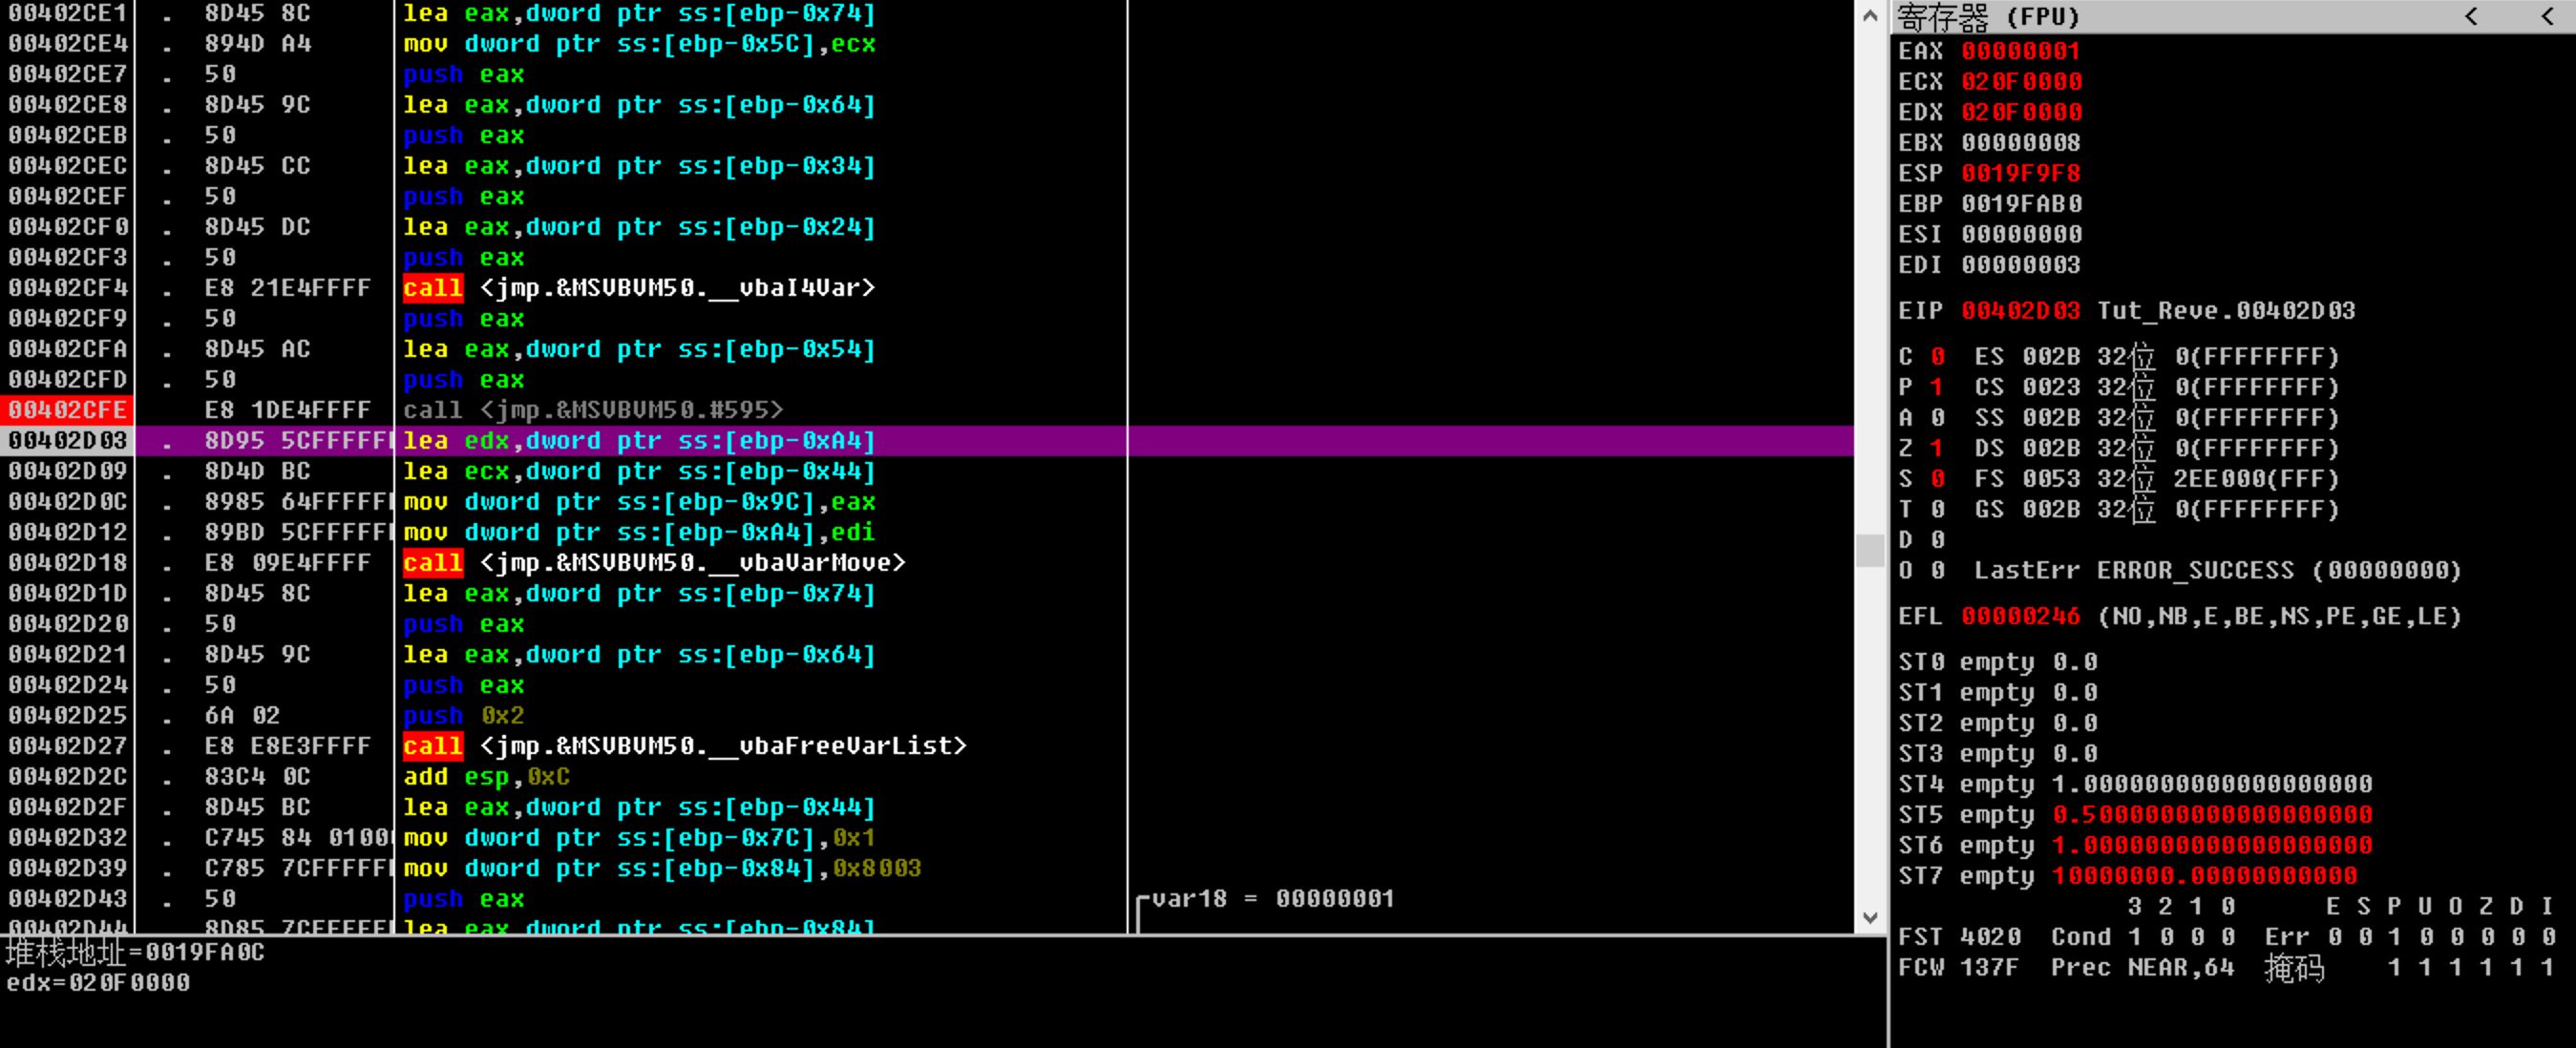 00402CE1 . 8D45 8C lea eax,dword ptr ss:[ebp-0x74]
00402CE4 . 894D A4 mov dword ptr ss:[ebp-0x5C],ecx
00402CE7 . 50 push eax
00402CE8 . 8D45 9C lea eax,dword ptr ss:[ebp-0x64]
00402CEB . 50 push eax
00402CEC . 8D45 CC lea eax,dword ptr ss:[ebp-0x34]
00402CEF . 50 push eax
00402CF0 . 8D45 DC lea eax,dword ptr ss:[ebp-0x24]
00402CF3 . 50 push eax
00402CF4 . E8 21E4FFFF call <jmp.&MSVBVM50.__vbaI4Var>
00402CF9 . 50 push eax
00402CFA . 8D45 AC lea eax,dword ptr ss:[ebp-0x54]
00402CFD . 50 push eax
00402CFE E8 1DE4FFFF call <jmp.&MSVBVM50.#595>
00402D03 . 8D95 5CFFFFF lea edx,dword ptr ss:[ebp-0xA4]
00402D09 . 8D4D BC lea ecx,dword ptr ss:[ebp-0x44]
00402D0C . 8985 64FFFFF mov dword ptr ss:[ebp-0x9C],eax
00402D12 . 89BD 5CFFFFF mov dword ptr ss:[ebp-0xA4],edi
00402D18 . E8 09E4FFFF call <jmp.&MSVBVM50.__vbaVarMove>
00402D1D . 8D45 8C lea eax,dword ptr ss:[ebp-0x74]
00402D20 . 50 push eax
00402D21 . 8D45 9C lea eax,dword ptr ss:[ebp-0x64]
00402D24 . 50 push eax
00402D25 . 6A 02 push 0x2
00402D27 . E8 E8E3FFFF call <jmp.&MSVBVM50.__vbaFreeVarList>
00402D2C . 83C4 0C add esp,0xC
00402D2F . 8D45 BC lea eax,dword ptr ss:[ebp-0x44]
00402D32 . C745 84 0100 mov dword ptr ss:[ebp-0x7C],0x1
00402D39 . C785 7CFFFFF mov dword ptr ss:[ebp-0x84],0x8003
00402D43 . 50 push eax var18 = 00000001
00402D44 . 8D85 7CFFFFF lea eax,dword ptr ss:[ebp-0x84]
堆栈地址=0019FA0C
edx=020F0000
寄存器 (FPU) < <
EAX 00000001
ECX 020F0000
EDX 020F0000
EBX 00000008
ESP 0019F9F8
EBP 0019FAB0
ESI 00000000
EDI 00000003
EIP 00402D03 Tut_Reve.00402D03
C 0 ES 002B 32位 0(FFFFFFFF)
P 1 CS 0023 32位 0(FFFFFFFF)
A 0 SS 002B 32位 0(FFFFFFFF)
Z 1 DS 002B 32位 0(FFFFFFFF)
S 0 FS 0053 32位 2EE000(FFF)
T 0 GS 002B 32位 0(FFFFFFFF)
D 0
O 0 LastErr ERROR_SUCCESS (00000000)
EFL 00000246 (NO,NB,E,BE,NS,PE,GE,LE)
ST0 empty 0.0
ST1 empty 0.0
ST2 empty 0.0
ST3 empty 0.0
ST4 empty 1.0000000000000000000
ST5 empty 0.5000000000000000000
ST6 empty 1.0000000000000000000
ST7 empty 10000000.00000000000
3 2 1 0 E S P U O Z D I
FST 4020 Cond 1 0 0 0 Err 0 0 1 0 0 0 0 0
FCW 137F Prec NEAR,64 掩码 1 1 1 1 1 1